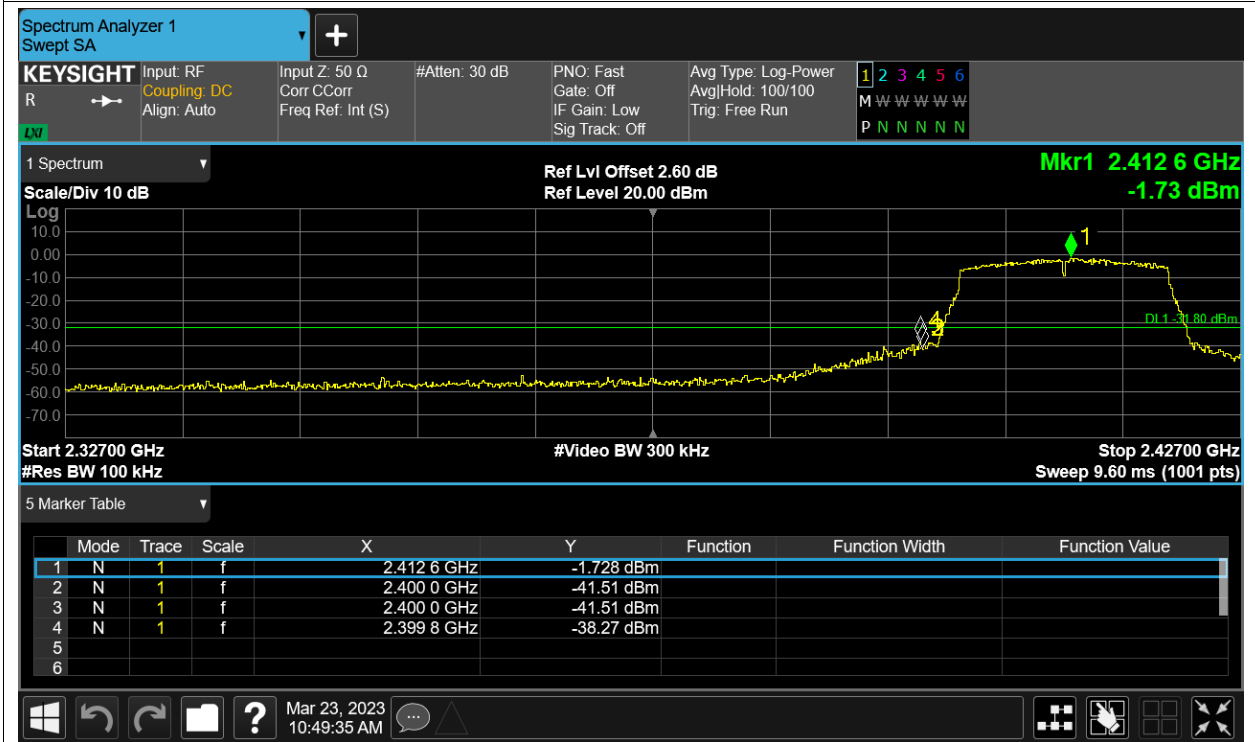 Spectrum Analyzer 1
Swept SA
+
KEYSIGHT Input: RF Input Z: 50 Ω #Atten: 30 dB PNO: Fast Avg Type: Log-Power 1 2 3 4 5 6
R Coupling: DC Corr CCorr Gate: Off Avg|Hold: 100/100 M W W W W W
Align: Auto Freq Ref: Int (S) IF Gain: Low Trig: Free Run
LXI Sig Track: Off P N N N N N
1 Spectrum Ref Lvl Offset 2.60 dB Mkr1 2.412 6 GHz
Scale/Div 10 dB Ref Level 20.00 dBm -1.73 dBm
Log
10.0
1
0.00
-10.0
-20.0
-30.0
4
2
DL1 -31.80 dBm
-40.0
-50.0
-60.0
-70.0
Start 2.32700 GHz #Video BW 300 kHz Stop 2.42700 GHz
#Res BW 100 kHz Sweep 9.60 ms (1001 pts)
5 Marker Table
Mode Trace Scale X Y Function Function Width Function Value
1 N 1 f 2.412 6 GHz -1.728 dBm
2 N 1 f 2.400 0 GHz -41.51 dBm
3 N 1 f 2.400 0 GHz -41.51 dBm
4 N 1 f 2.399 8 GHz -38.27 dBm
5
6
? Mar 23, 2023
10:49:35 AM